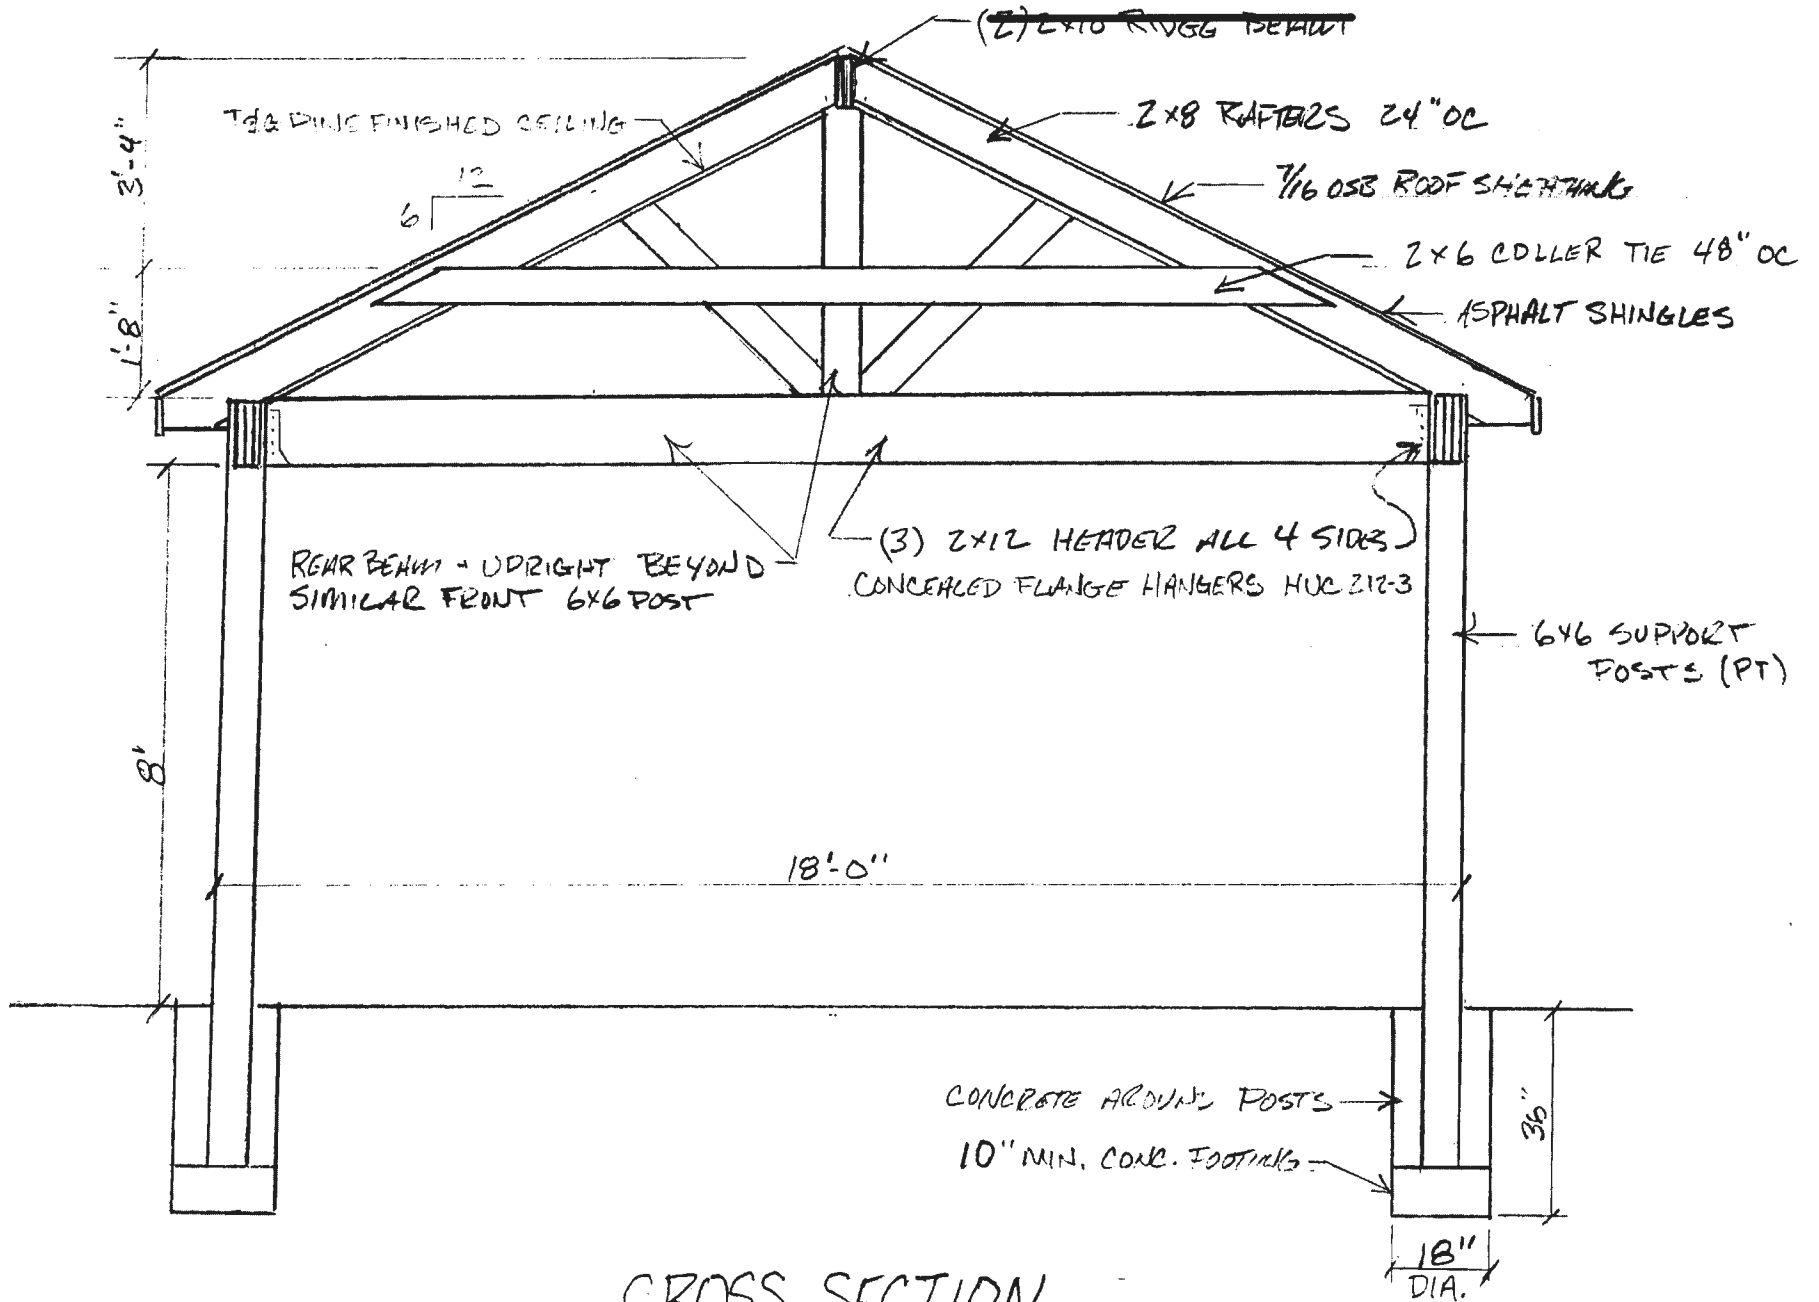 (2) 2X10 RIDGE BEAM
T&G PINE FINISHED CEILING
2X8 RAFTERS 24" OC
3'-4"
12
6
7/16 OSB ROOF SHEATHING
2X6 COLLER TIE 48" OC
1'-8"
ASPHALT SHINGLES
REAR BEAM + UPRIGHT BEYOND
SIMILAR FRONT 6X6 POST
(3) 2X12 HEADER ALL 4 SIDES
CONCEALED FLANGE HANGERS HUC 212-3
6X6 SUPPORT
POSTS (PT)
8'
18'-0"
CONCRETE AROUND POSTS
10" MIN. CONC. FOOTING
36"
18"
DIA.
CROSS SECTION